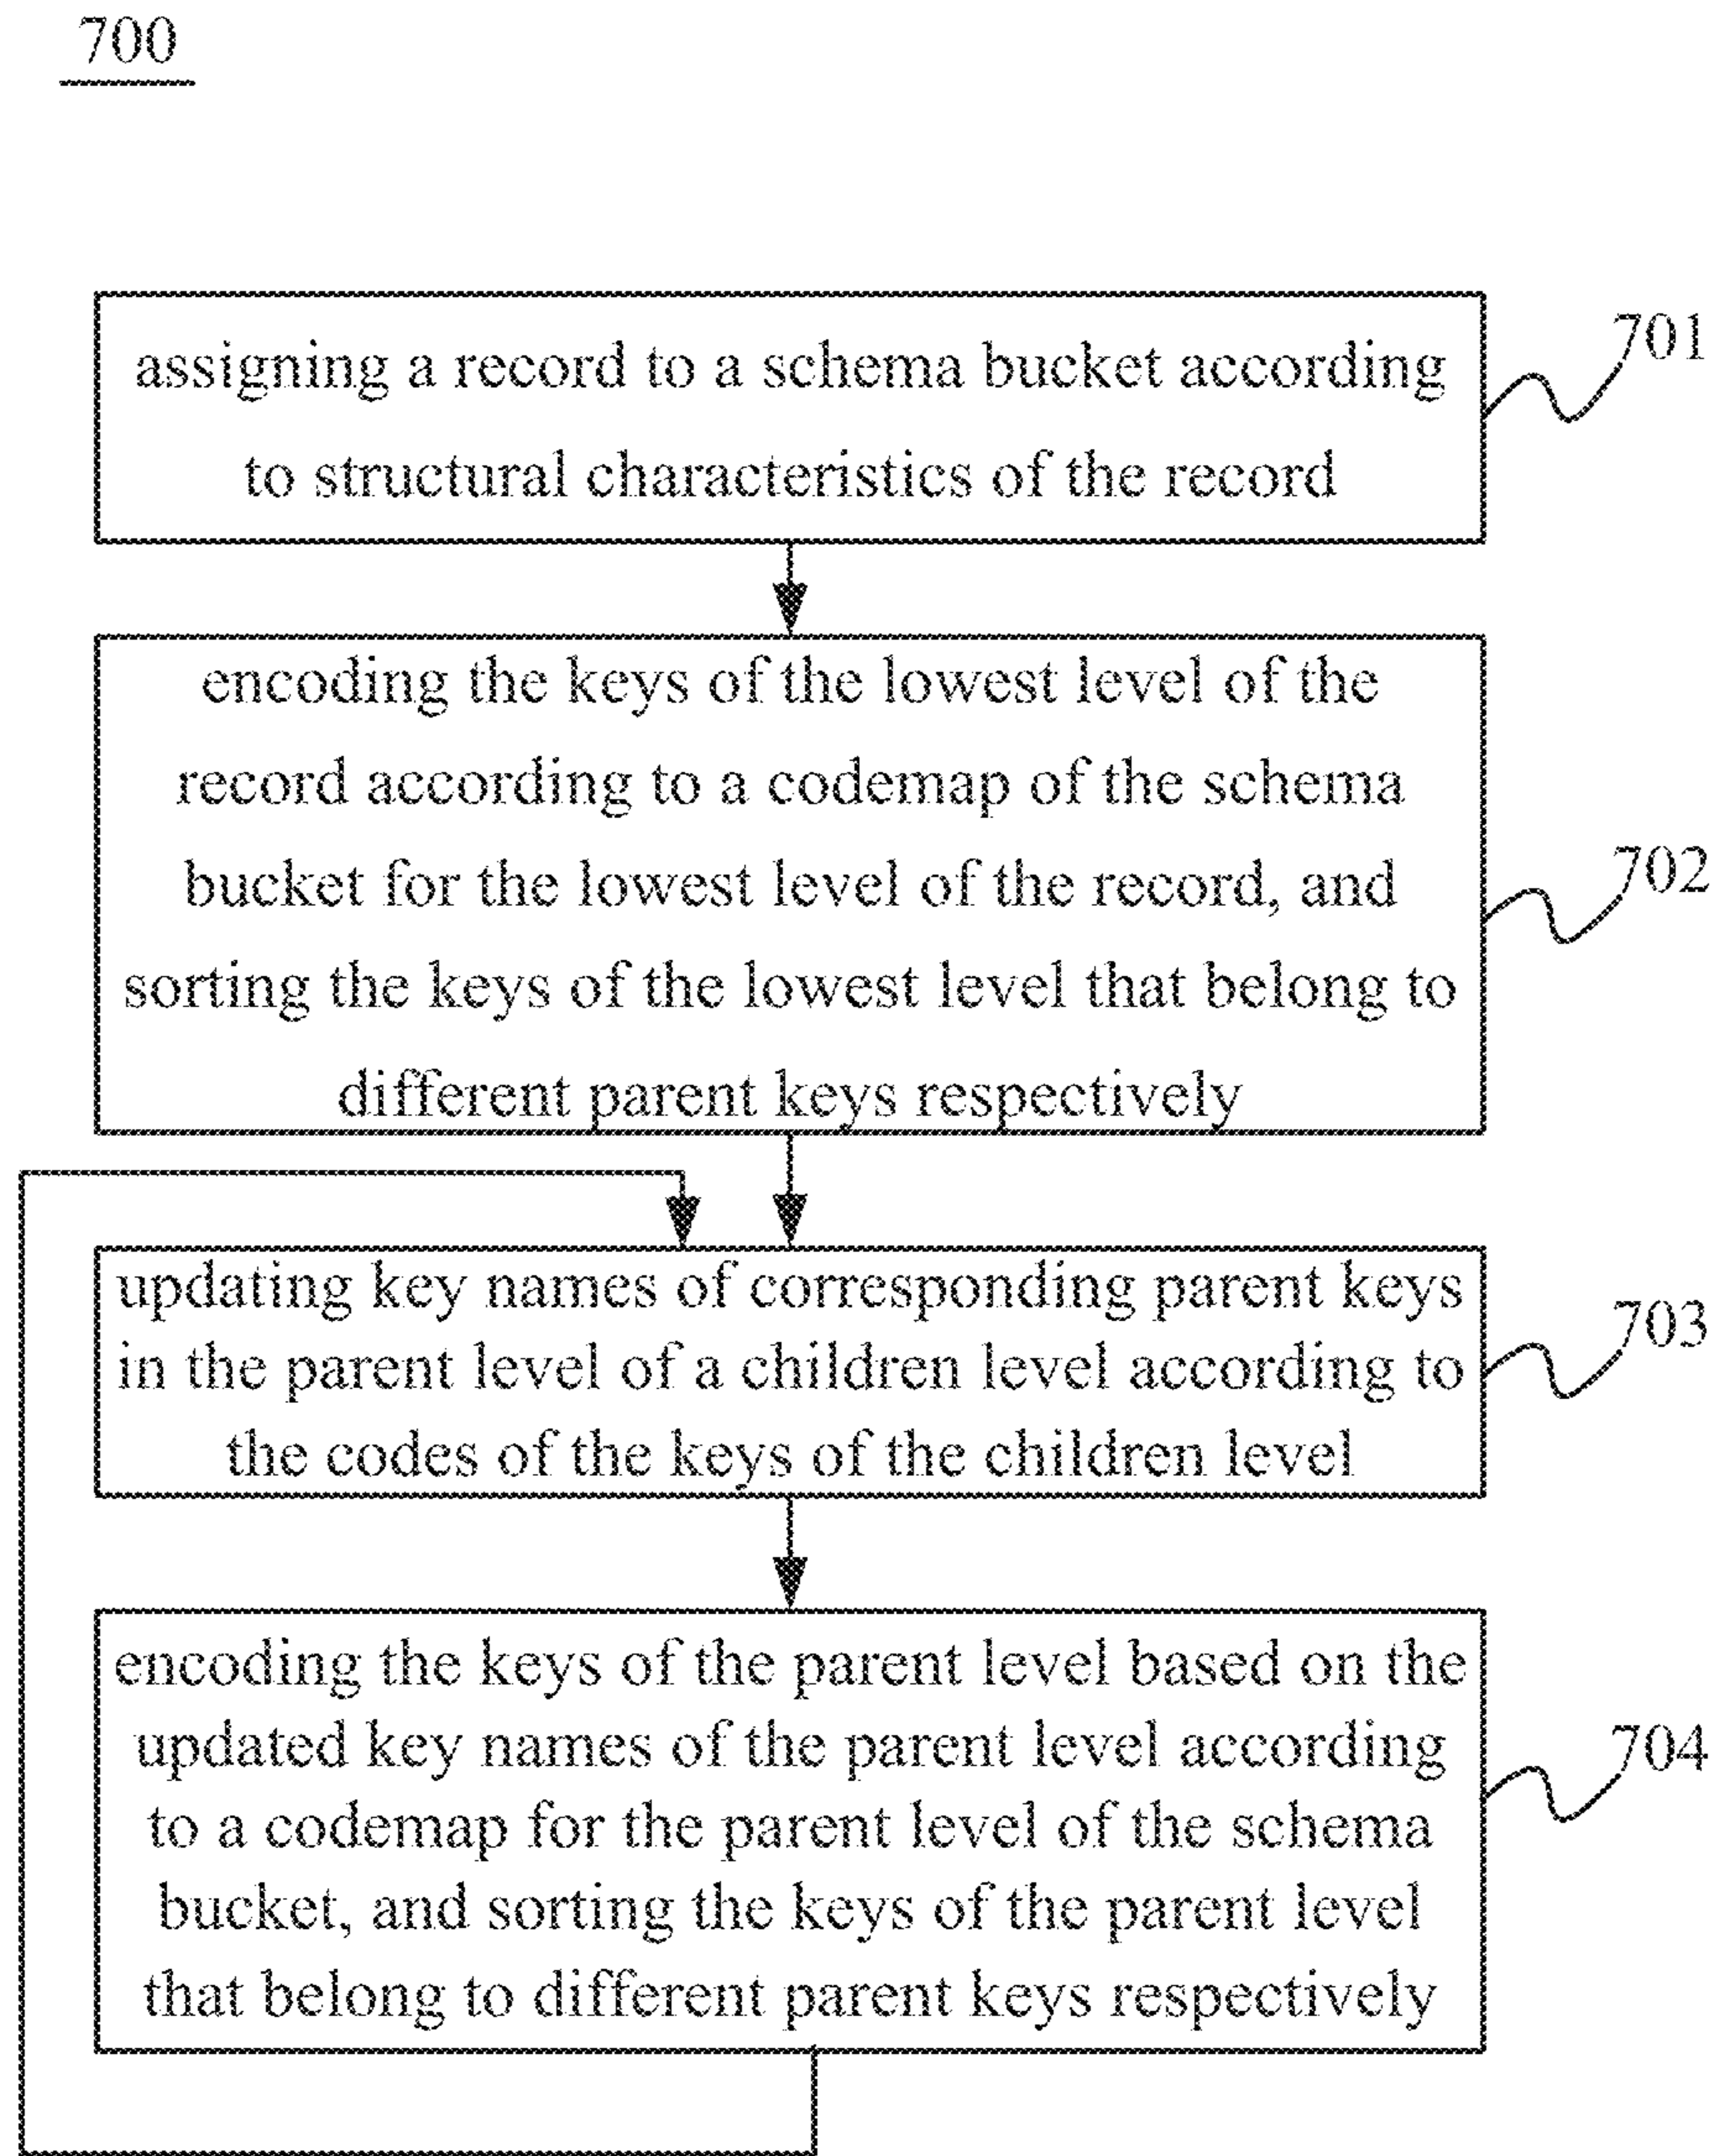 700
assigning a record to a schema bucket according
to structural characteristics of the record
701
encoding the keys of the lowest level of the
record according to a codemap of the schema
bucket for the lowest level of the record, and
sorting the keys of the lowest level that belong to
different parent keys respectively
702
updating key names of corresponding parent keys
in the parent level of a children level according to
the codes of the keys of the children level
703
encoding the keys of the parent level based on the
updated key names of the parent level according
to a codemap for the parent level of the schema
bucket, and sorting the keys of the parent level
that belong to different parent keys respectively
704